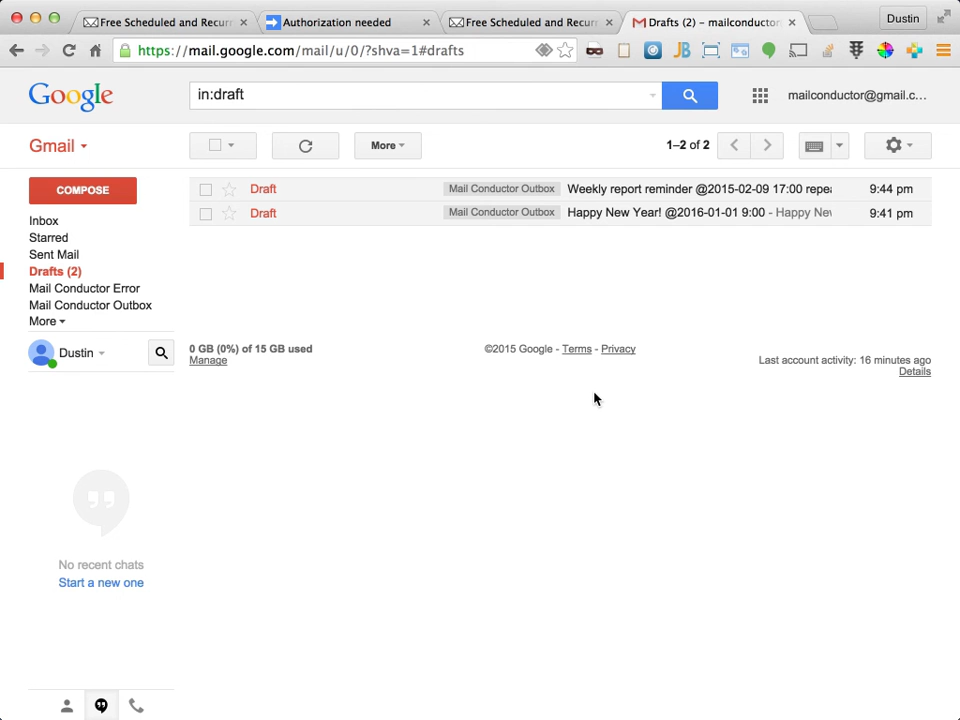 Free Scheduled and Recurr
Authorization needed
Free Scheduled and Recurr
Drafts (2) – mailconductor
Dustin
https://mail.google.com/mail/u/0/?shva=1#drafts
JB
Google
in:draft
mailconductor@gmail.c...
Gmail
More
1–2 of 2
COMPOSE
Draft
Mail Conductor Outbox
Weekly report reminder @2015-02-09 17:00 repea
9:44 pm
Draft
Mail Conductor Outbox
Happy New Year! @2016-01-01 9:00 - Happy New
9:41 pm
Inbox
Starred
Sent Mail
Drafts (2)
Mail Conductor Error
Mail Conductor Outbox
More
Dustin
0 GB (0%) of 15 GB used
Manage
©2015 Google - Terms - Privacy
Last account activity: 16 minutes ago
Details
No recent chats
Start a new one